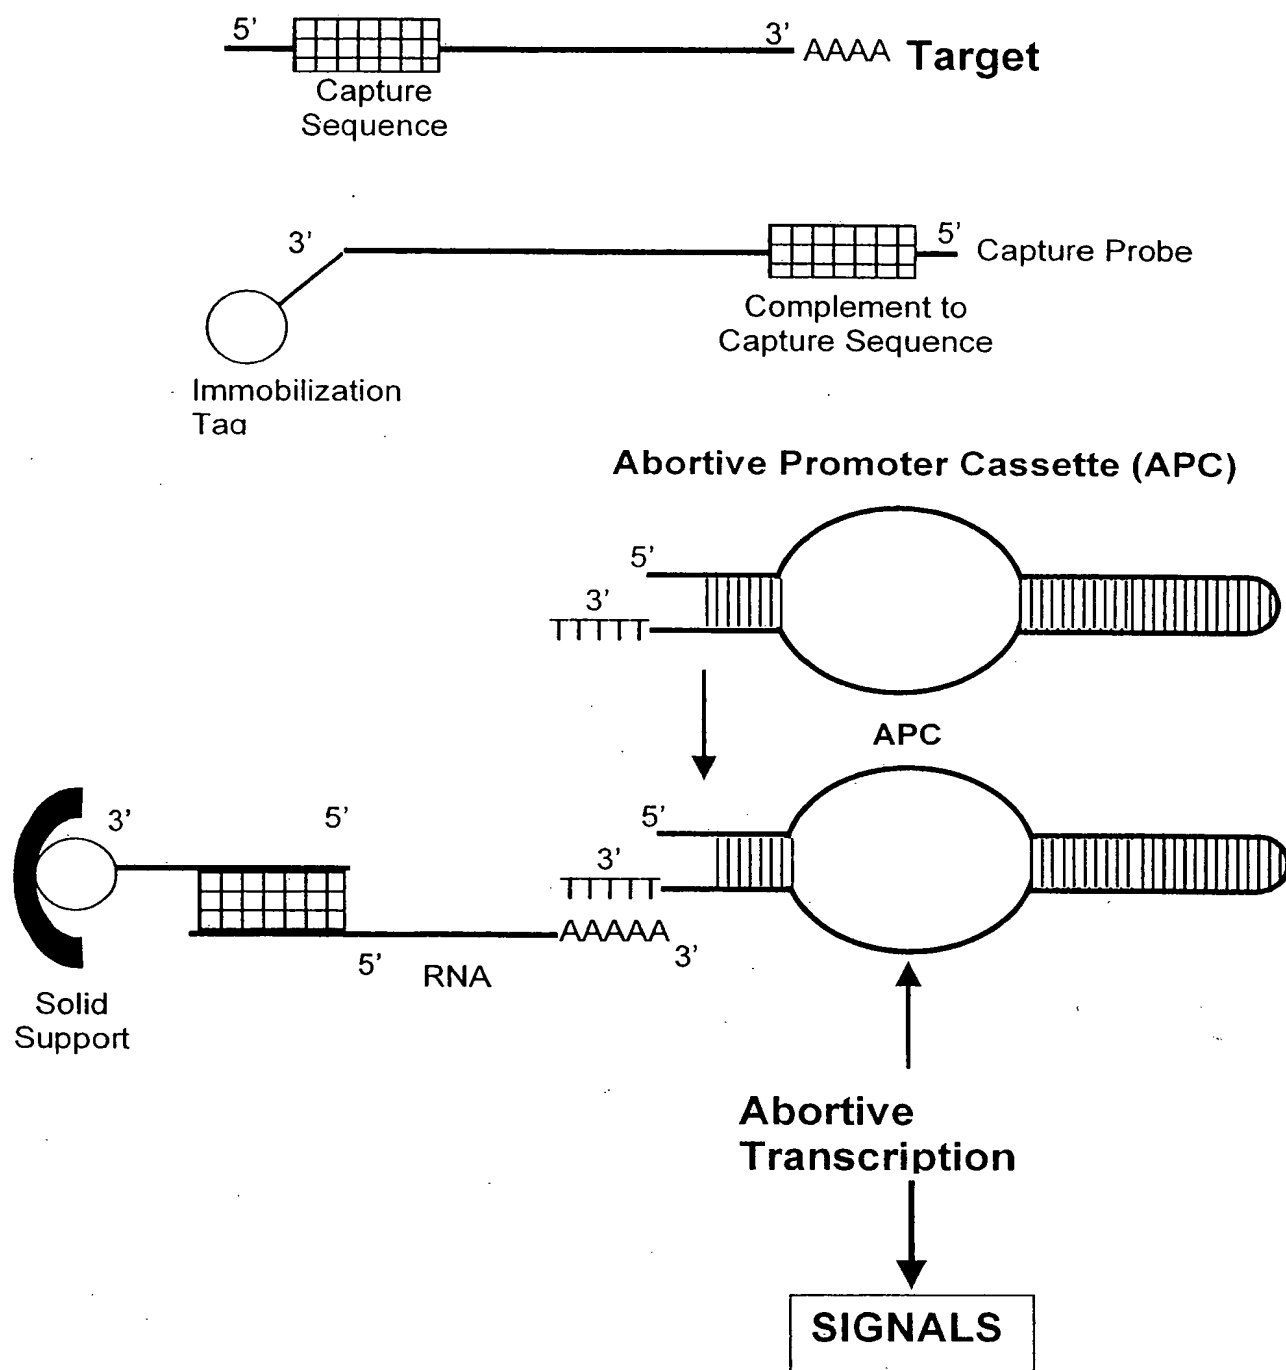 5'
3'
AAAA Target
Capture
Sequence
3'
5'
Capture Probe
Complement to
Capture Sequence
Immobilization
Tag
Abortive Promoter Cassette (APC)
5'
3'
TTTTT
APC
3'
5'
5'
3'
TTTTT
AAAAA
3'
5'
RNA
Solid
Support
Abortive
Transcription
SIGNALS